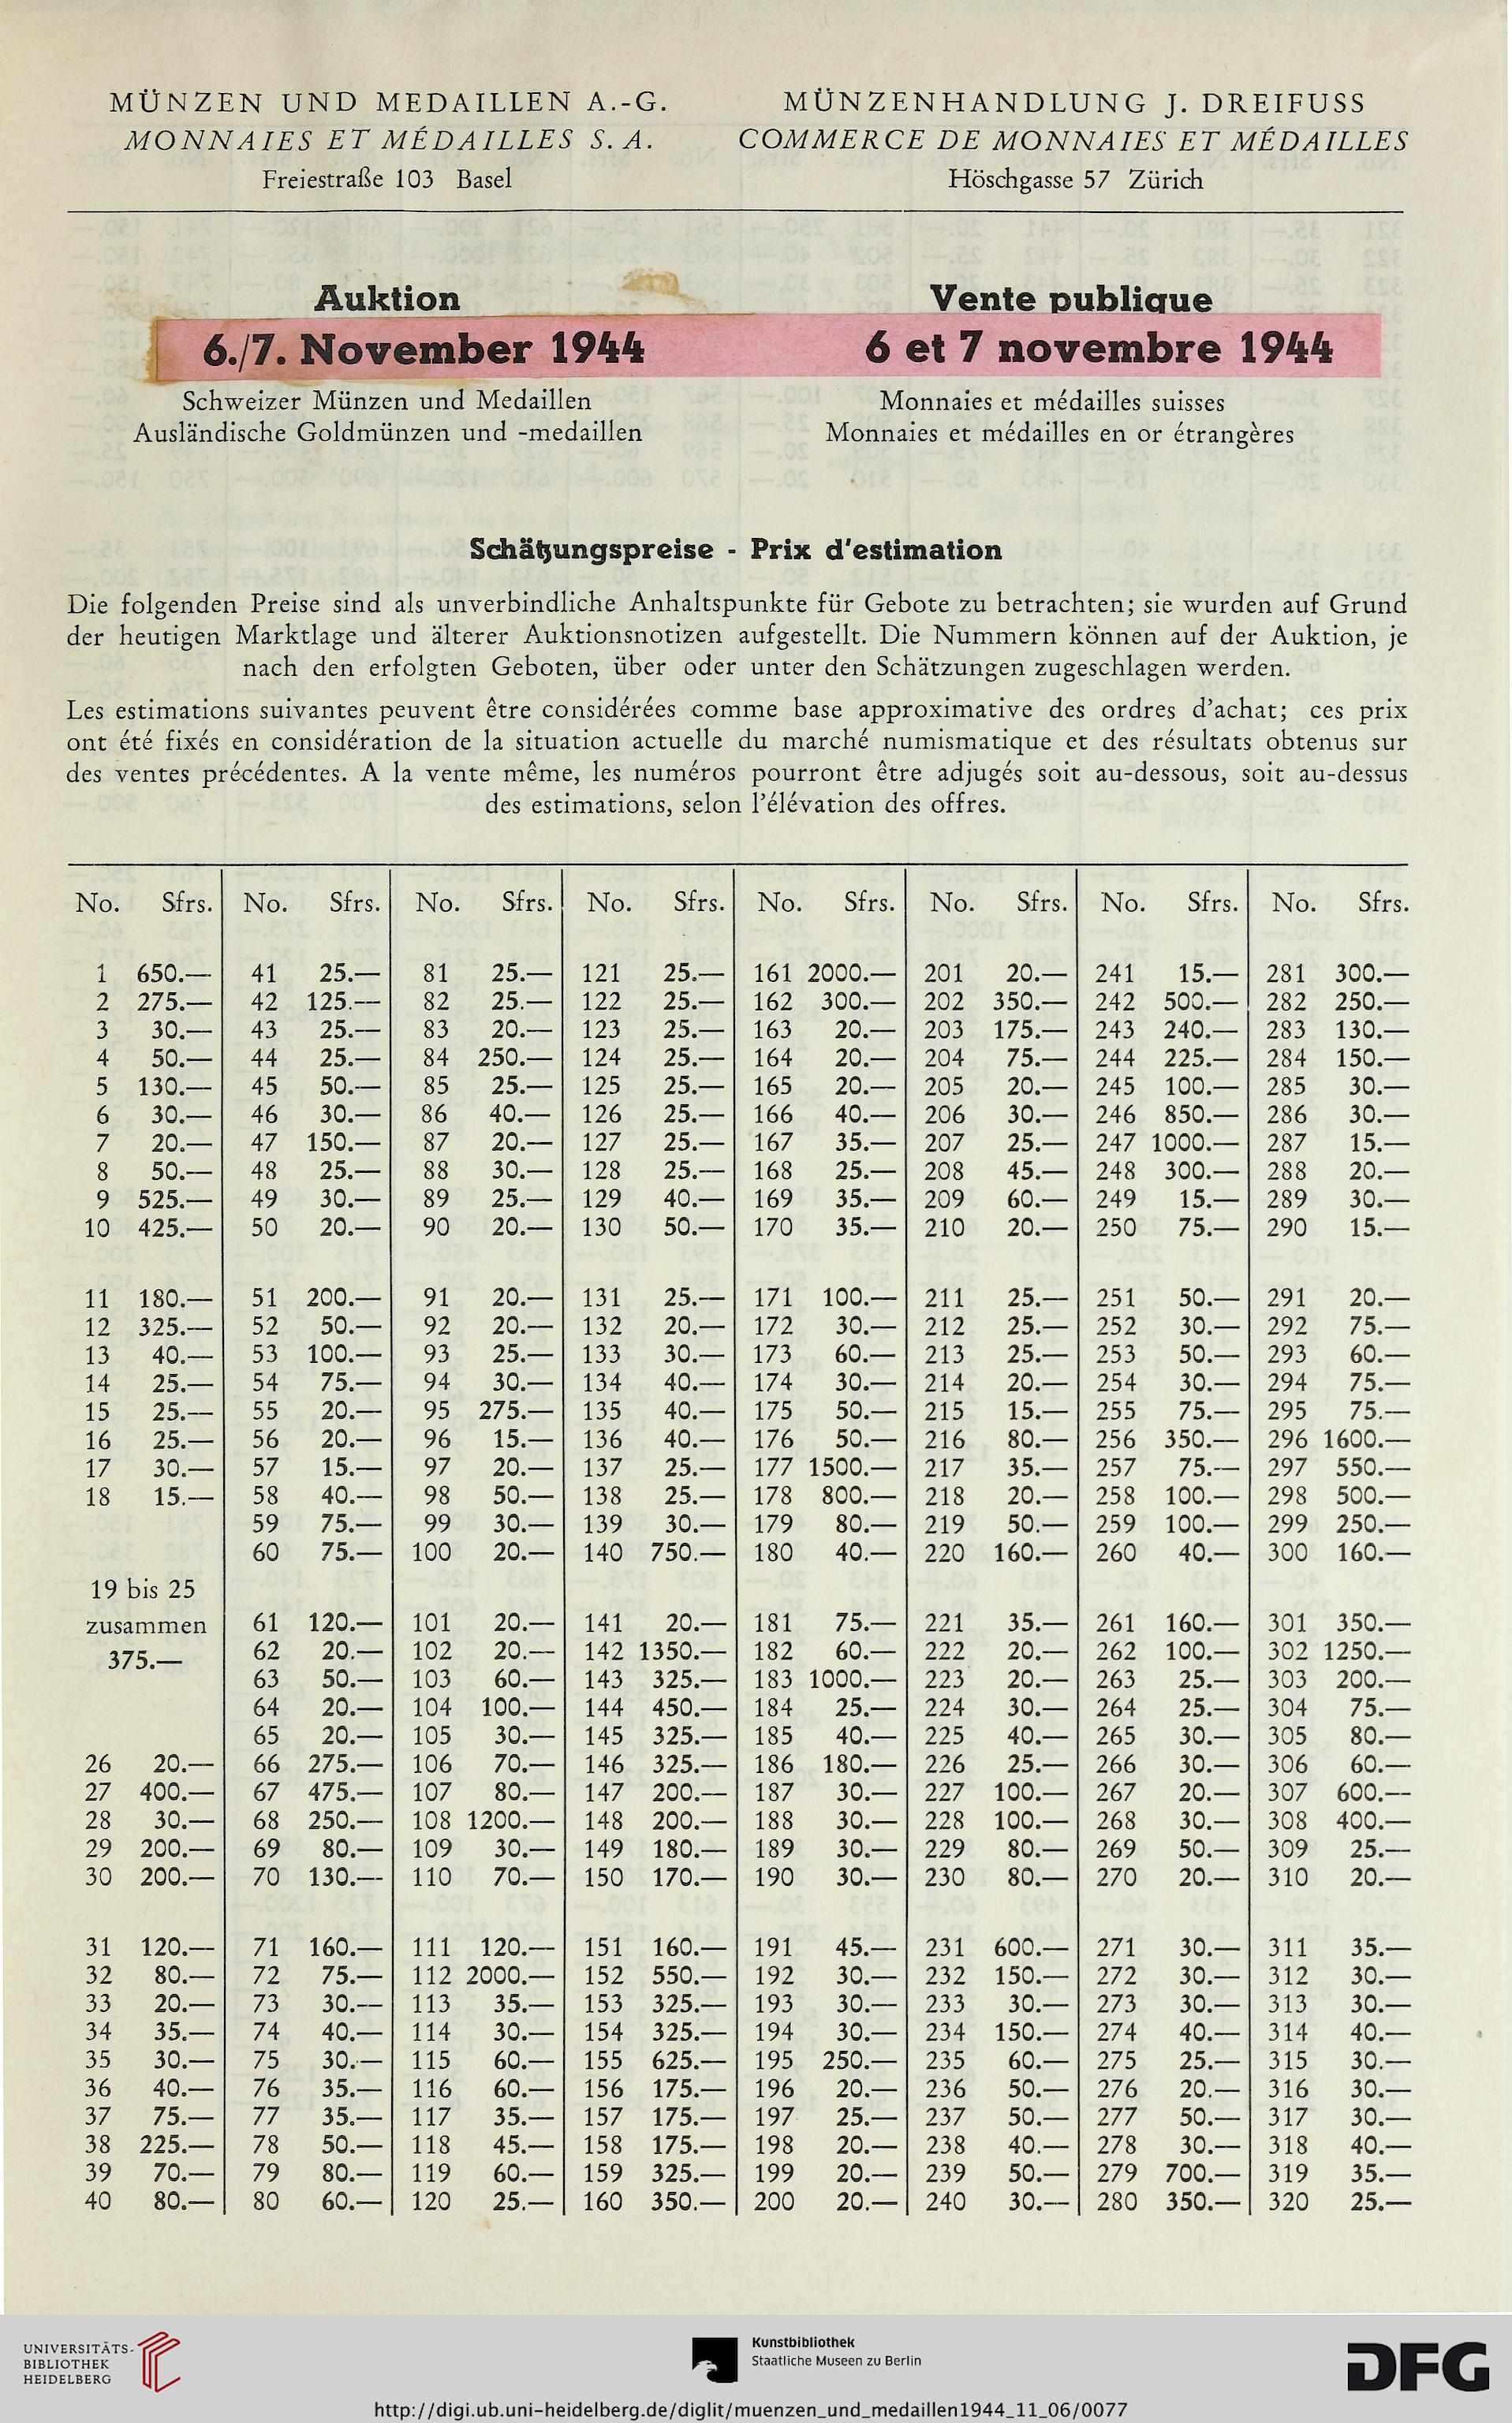 MÜNZEN UND MEDAILLEN A.-G.
MONNAIES ET MÉDAILLES S. A.
Freiestraße 103 Basel
MÜNZENHANDLUNG J. DREIFUSS
COMMERCE DE MONNAIES ET MÉDAILLES
Höschgasse 57 Zürich
Auktion
6./7. November 1944
Schweizer Münzen und Medaillen
Ausländische Goldmünzen und -medaillen
Vente publique
6 et 7 novembre 1944
Monnaies et médailles suisses
Monnaies et médailles en or étrangères
Schätzungspreise - Prix d'estimation
Die folgenden Preise sind als unverbindliche Anhaltspunkte für Gebote zu betrachten; sie wurden auf Grund
der heutigen Marktlage und älterer Auktionsnotizen aufgestellt. Die Nummern können auf der Auktion, je
nach den erfolgten Geboten, über oder unter den Schätzungen zugeschlagen werden.
Les estimations suivantes peuvent être considérées comme base approximative des ordres d'achat; ces prix
ont été fixés en considération de la situation actuelle du marché numismatique et des résultats obtenus sur
des ventes précédentes. A la vente même, les numéros pourront être adjugés soit au-dessous, soit au-dessus
des estimations, selon l'élévation des offres.
No. Sfrs. No. Sfrs. No. Sfrs. No. Sfrs. No. Sfrs. No. Sfrs. No. Sfrs. No. Sfrs.
1 650.— 41 25.— 81 25.— 121 25.— 161 2000.— 201 20.— 241 15.— 281 300.—
2 275.— 42 125.— 82 25.— 122 25.— 162 300.— 202 350.— 242 500.— 282 250.—
3 30.— 43 25.— 83 20.— 123 25.— 163 20.— 203 175.— 243 240.— 283 130.—
4 50.— 44 25.— 84 250.— 124 25.— 164 20.— 204 75.— 244 225.— 284 150.—
5 130.— 45 50.— 85 25.— 125 25.— 165 20.— 205 20.— 245 100.— 285 30.—
6 30.— 46 30.— 86 40.— 126 25.— 166 40.— 206 30.— 246 850.— 286 30.—
7 20.— 47 150.— 87 20.— 127 25.— 167 35.— 207 25.— 247 1000.— 287 15.—
8 50.— 48 25.— 88 30.— 128 25.— 168 25.— 208 45.— 248 300.— 288 20.—
9 525.— 49 30.— 89 25.— 129 40.— 169 35.— 209 60.— 249 15.— 289 30.—
10 425.— 50 20.— 90 20.— 130 50.— 170 35.— 210 20.— 250 75.— 290 15.—
11 180.— 51 200.— 91 20.— 131 25.— 171 100.— 211 25.— 251 50.— 291 20.—
12 325.— 52 50.— 92 20.— 132 20.— 172 30.— 212 25.— 252 30.— 292 75.—
13 40.— 53 100.— 93 25.— 133 30.— 173 60.— 213 25.— 253 50.— 293 60.—
14 25.— 54 75.— 94 30.— 134 40.— 174 30.— 214 20.— 254 30.— 294 75.—
15 25.— 55 20.— 95 275.— 135 40.— 175 50.— 215 15.— 255 75.— 295 75.—
16 25.— 56 20.— 96 15.— 136 40.— 176 50.— 216 80.— 256 350.— 296 1600.—
17 30.— 57 15.— 97 20.— 137 25.— 177 1500.— 217 35.— 257 75.— 297 550.—
18 15.— 58 40.— 98 50.— 138 25.— 178 800.— 218 20.— 258 100.— 298 500.—
59 75.— 99 30.— 139 30.— 179 80.— 219 50.— 259 100.— 299 250.—
60 75.— 100 20.— 140 750.— 180 40.— 220 160.— 260 40.— 300 160.—
19 bis 25
zusammen 61 120.— 101 20.— 141 20.— 181 75.— 221 35.— 261 160.— 301 350.—
375.— 62 20.— 102 20.— 142 1350.— 182 60.— 222 20.— 262 100.— 302 1250.—
63 50.— 103 60.— 143 325.— 183 1000.— 223 20.— 263 25.— 303 200.—
64 20.— 104 100.— 144 450.— 184 25.— 224 30.— 264 25.— 304 75.—
65 20.— 105 30.— 145 325.— 185 40.— 225 40.— 265 30.— 305 80.—
26 20.— 66 275.— 106 70.— 146 325.— 186 180.— 226 25.— 266 30.— 306 60.—
27 400.— 67 475.— 107 80.— 147 200.— 187 30.— 227 100.— 267 20.— 307 600.—
28 30.— 68 250.— 108 1200.— 148 200.— 188 30.— 228 100.— 268 30.— 308 400.—
29 200.— 69 80.— 109 30.— 149 180.— 189 30.— 229 80.— 269 50.— 309 25.—
30 200.— 70 130.— 110 70.— 150 170.— 190 30.— 230 80.— 270 20.— 310 20.—
31 120.— 71 160.— 111 120.— 151 160.— 191 45.— 231 600.— 271 30.— 311 35.—
32 80.— 72 75.— 112 2000.— 152 550.— 192 30.— 232 150.— 272 30.— 312 30.—
33 20.— 73 30.— 113 35.— 153 325.— 193 30.— 233 30.— 273 30.— 313 30.—
34 35.— 74 40.— 114 30.— 154 325.— 194 30.— 234 150.— 274 40.— 314 40.—
35 30.— 75 30.— 115 60.— 155 625.— 195 250.— 235 60.— 275 25.— 315 30.—
36 40.— 76 35.— 116 60.— 156 175.— 196 20.— 236 50.— 276 20.— 316 30.—
37 75.— 77 35.— 117 35.— 157 175.— 197 25.— 237 50.— 277 50.— 317 30.—
38 225.— 78 50.— 118 45.— 158 175.— 198 20.— 238 40.— 278 30.— 318 40.—
39 70.— 79 80.— 119 60.— 159 325.— 199 20.— 239 50.— 279 700.— 319 35.—
40 80.— 80 60.— 120 25.— 160 350.— 200 20.— 240 30.— 280 350.— 320 25.—
UNIVERSITÄTS-
BIBLIOTHEK
HEIDELBERG
Kunstbibliothek
Staatliche Museen zu Berlin
DFG
http://digi.ub.uni-heidelberg.de/diglit/muenzen_und_medaillen1944_11_06/0077